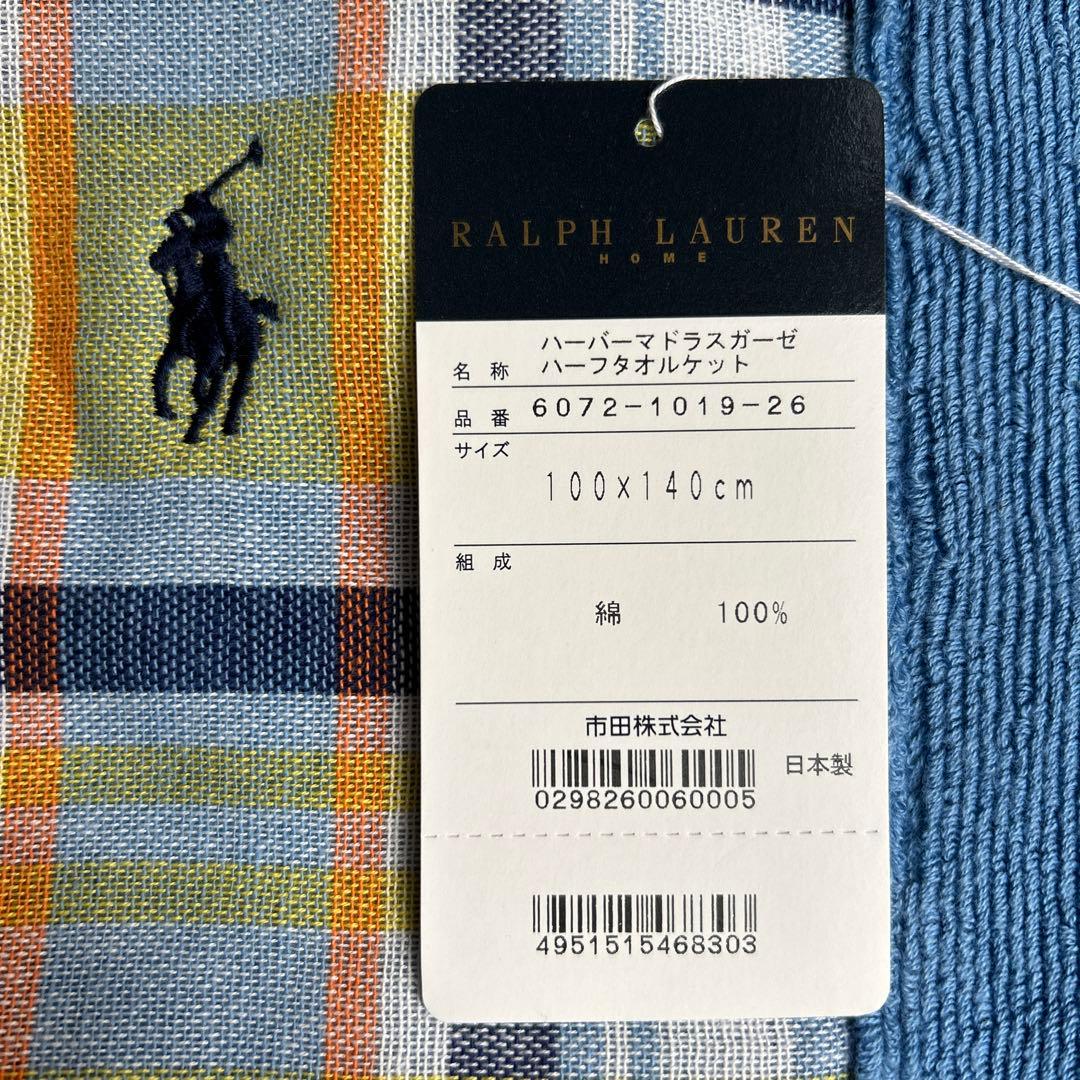 RALPH LAUREN
HOME
ハーバーマドラスガーゼ
名 称 ハーフタオルケット
品 番 6072-1019-26
サイズ
100×140cm
組 成
綿 100%
市田株式会社
日本製
0298260060005
4951515468303